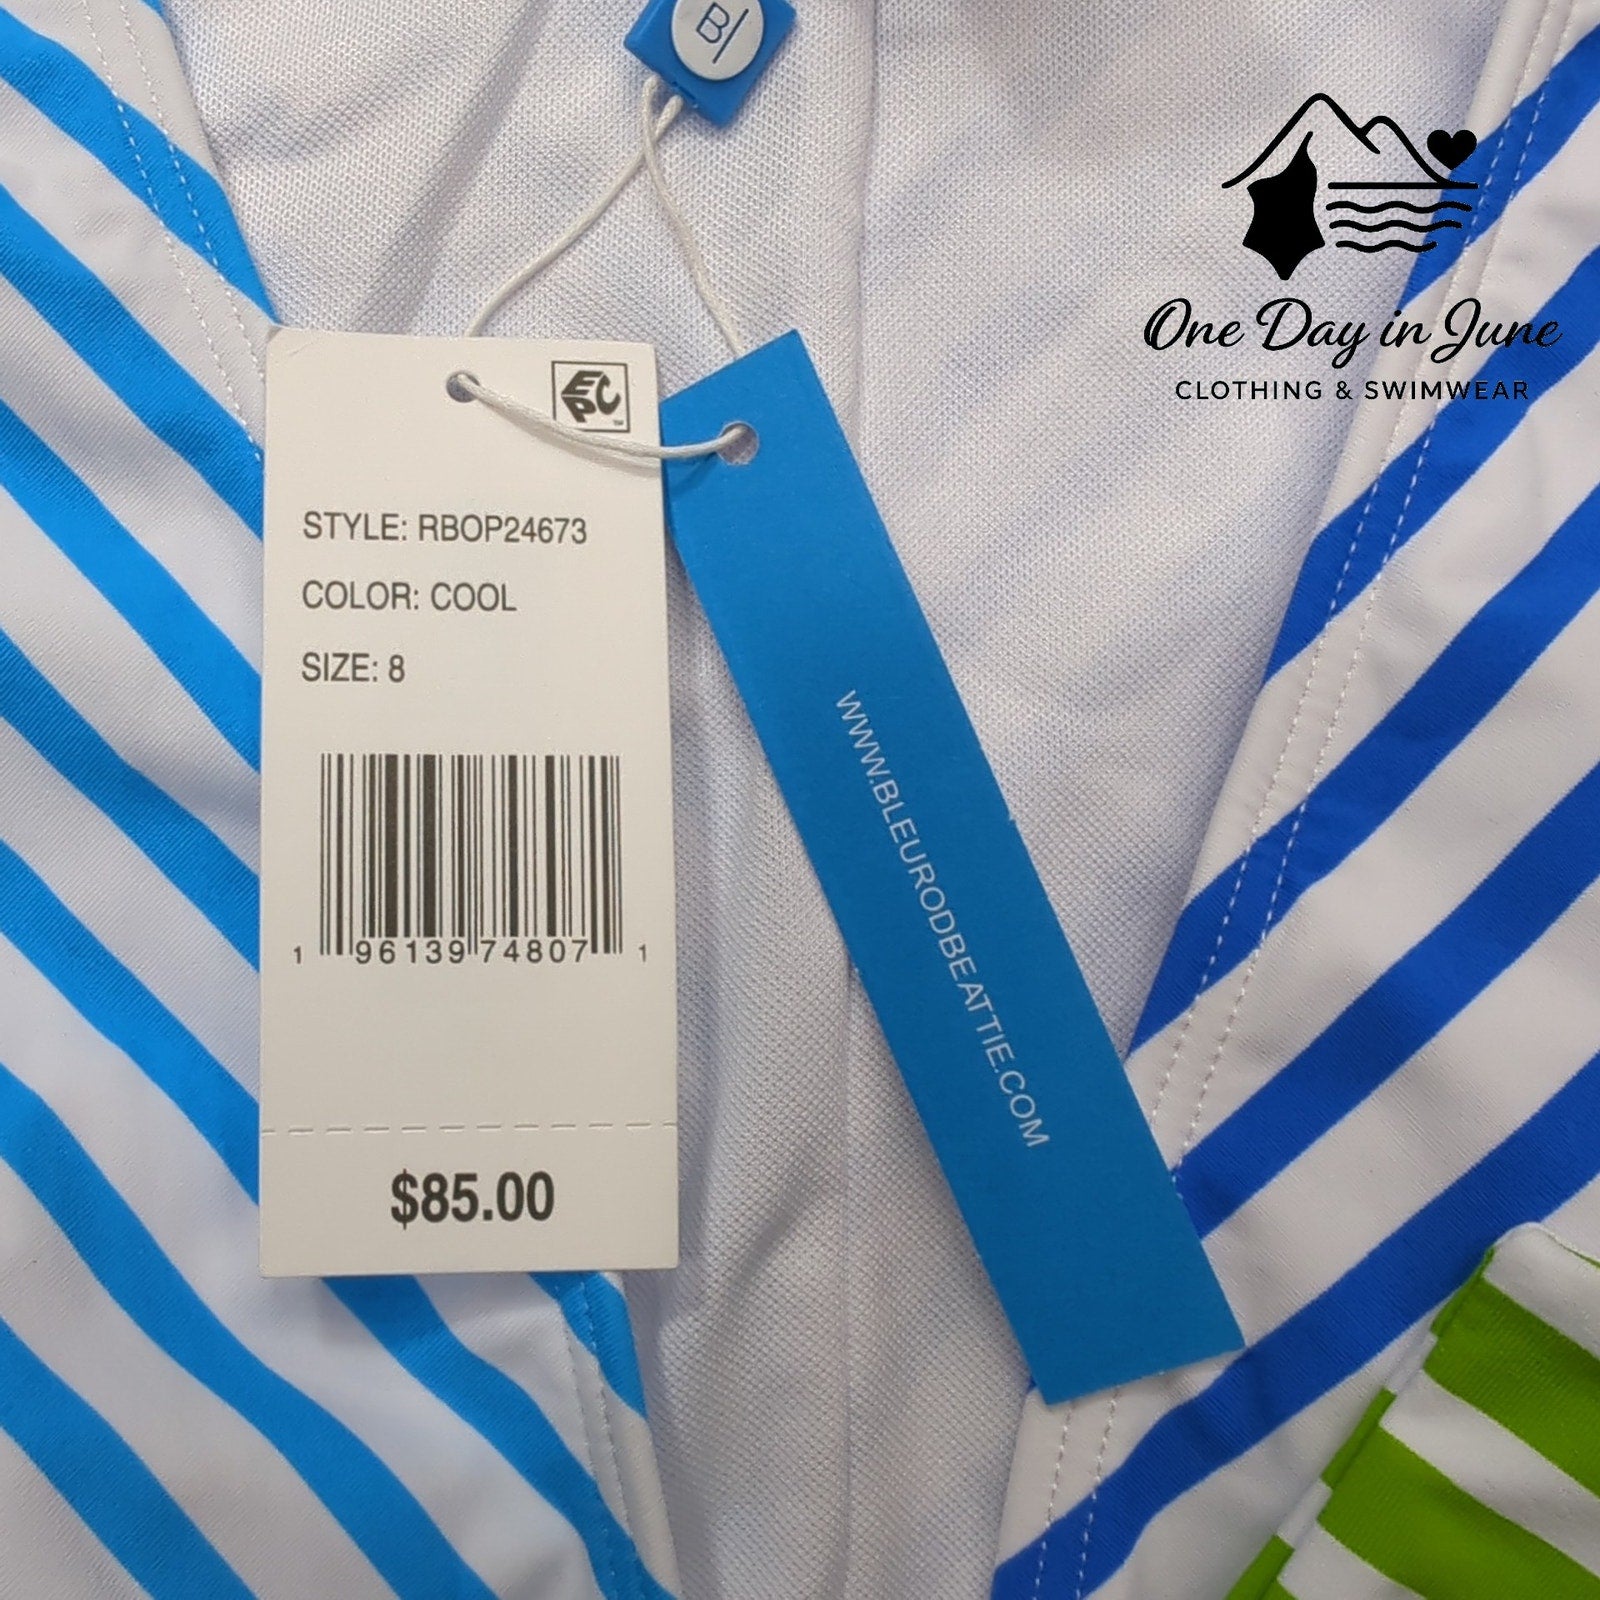 B
One Day in June
CLOTHING & SWIMWEAR
EPC
™
STYLE: RBOP24673
COLOR: COOL
SIZE: 8
1 96139 74807 1
$85.00
WWW.BLEURODBEATTIE.COM